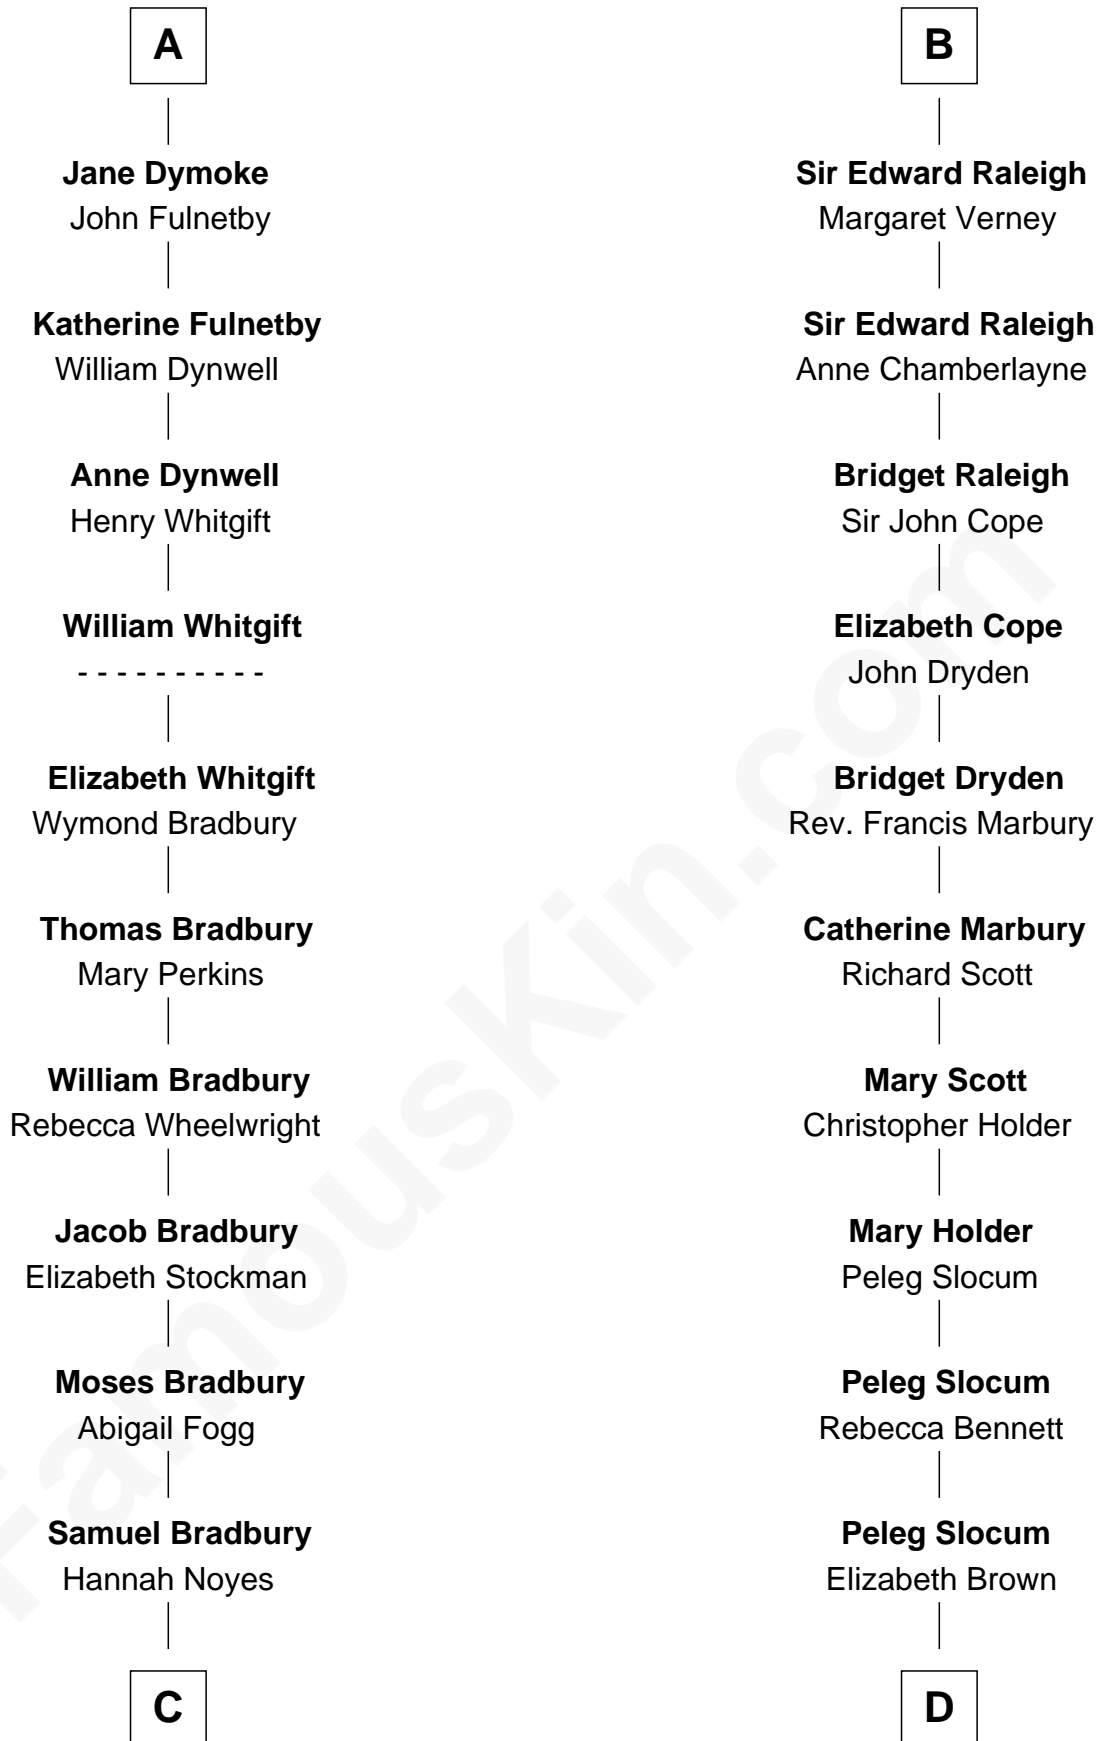 A
Jane Dymoke
John Fulnetby
Katherine Fulnetby
William Dynwell
Anne Dynwell
Henry Whitgift
William Whitgift
- - - - - - - - - -
Elizabeth Whitgift
Wymond Bradbury
Thomas Bradbury
Mary Perkins
William Bradbury
Rebecca Wheelwright
Jacob Bradbury
Elizabeth Stockman
Moses Bradbury
Abigail Fogg
Samuel Bradbury
Hannah Noyes
C
B
Sir Edward Raleigh
Margaret Verney
Sir Edward Raleigh
Anne Chamberlayne
Bridget Raleigh
Sir John Cope
Elizabeth Cope
John Dryden
Bridget Dryden
Rev. Francis Marbury
Catherine Marbury
Richard Scott
Mary Scott
Christopher Holder
Mary Holder
Peleg Slocum
Peleg Slocum
Rebecca Bennett
Peleg Slocum
Elizabeth Brown
D
FamousKin.com